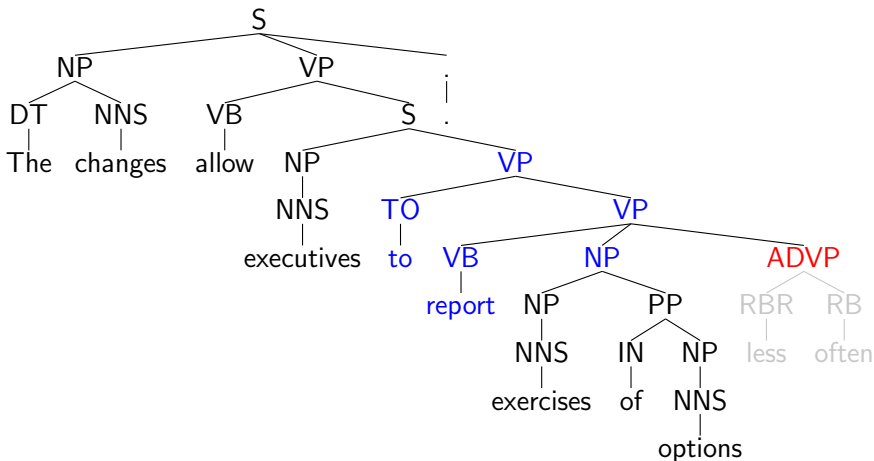 S
NP VP .
DT NNS VB S .
The changes allow NP VP
NNS TO VP
executives to VB NP ADVP
report NP PP RBR RB
NNS IN NP less often
exercises of NNS
options